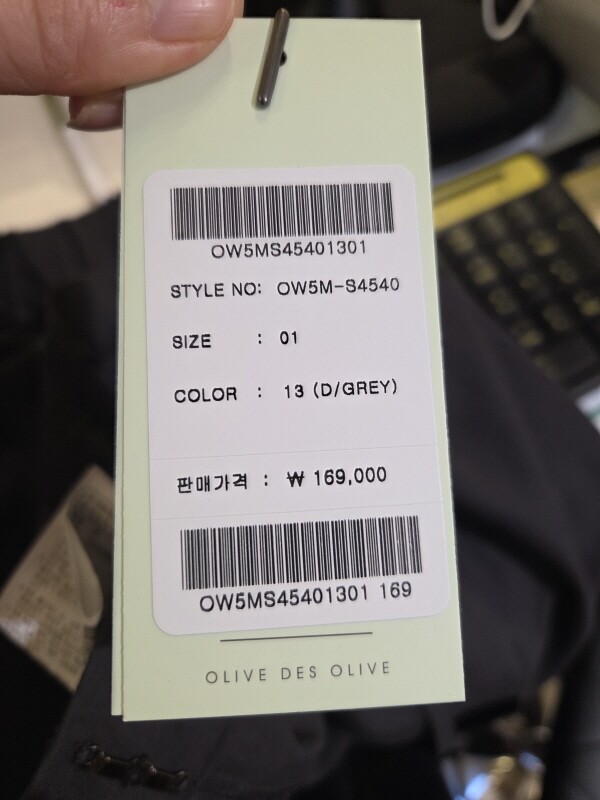 OW5MS45401301
STYLE NO: OW5M-S4540
SIZE : 01
COLOR : 13 (D/GREY)
판매가격 : ₩ 169,000
OW5MS45401301 169
OLIVE DES OLIVE